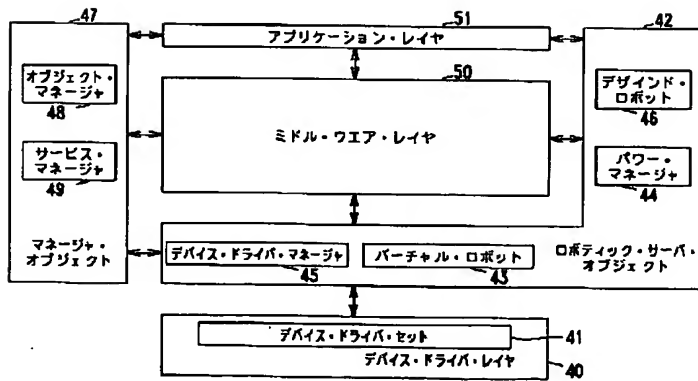 47
51
42
アプリケーション・レイヤ
50
オブジェクト・
マネージャ
48
デザインド・
ロボット
46
ミドル・ウエア・レイヤ
サービス・
マネージャ
49
パワー・
マネージャ
44
マネージャ・
オブジェクト
デバイス・ドライバ・マネージャ
45
バーチャル・ロボット
43
ロボティック・サーバ・
オブジェクト
デバイス・ドライバ・セット
41
デバイス・ドライバ・レイヤ
40